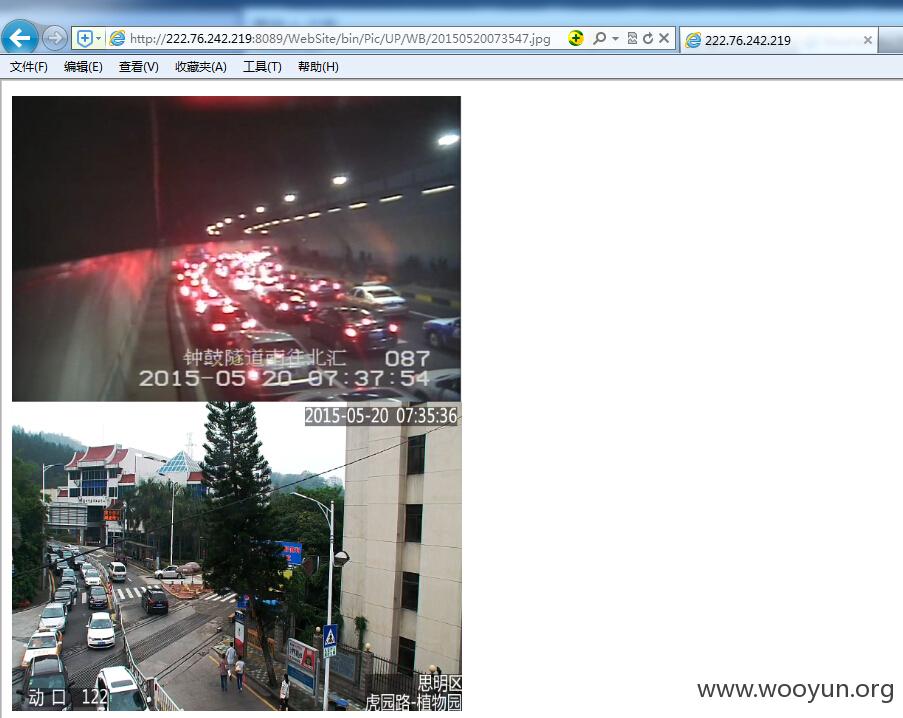 http://222.76.242.219:8089/WebSite/bin/Pic/UP/WB/20150520073547.jpg
222.76.242.219
文件(F) 编辑(E) 查看(V) 收藏夹(A) 工具(T) 帮助(H)
钟鼓隧道南往北汇 087
2015-05-20 07:37:54
2015-05-20 07:35:36
思明区
动口 122 虎园路-植物园
www.wooyun.org